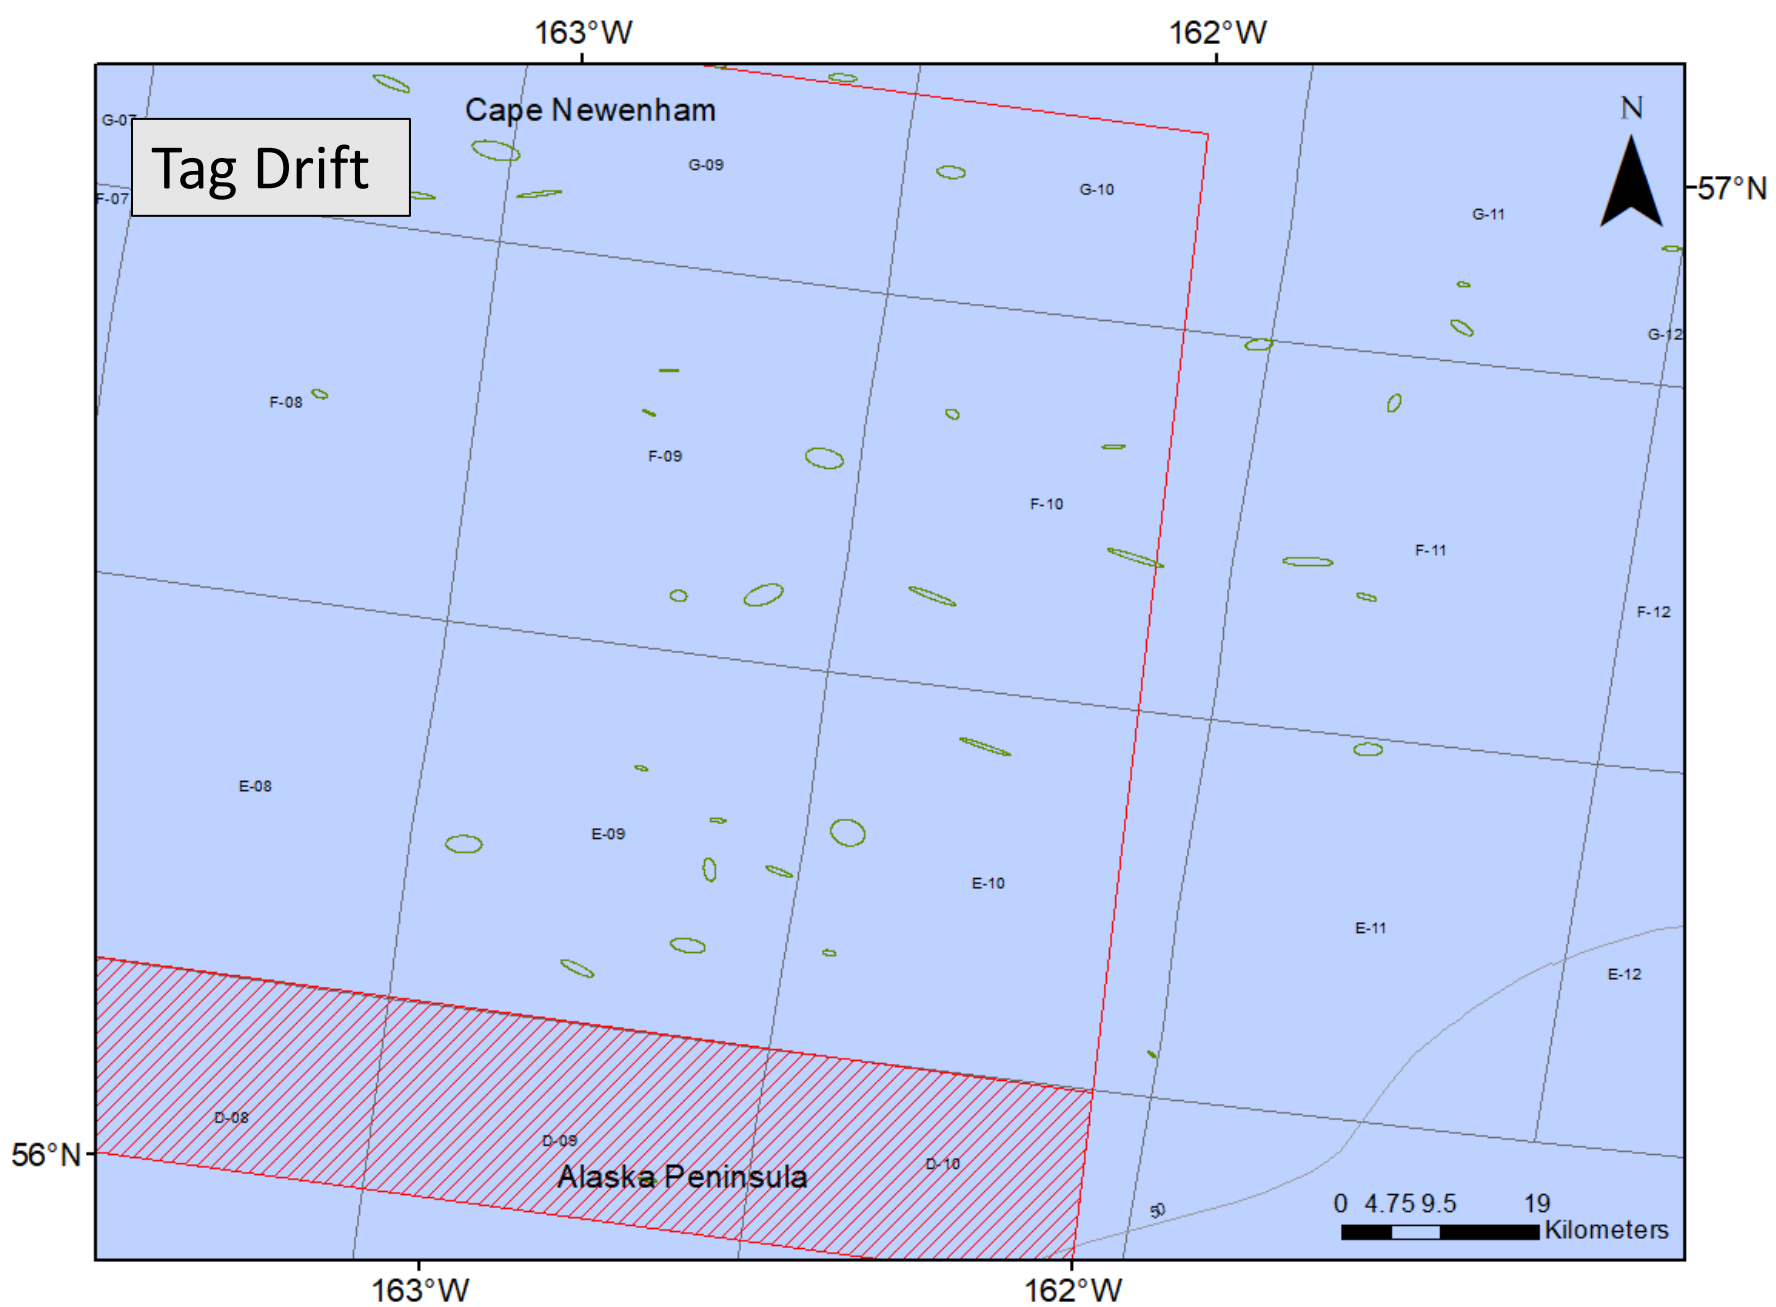 163°W 162°W
Cape Newenham
N
G-07
Tag Drift
G-09
G-10
57°N
F-07
G-11
G-12
F-08
F-09
F-10
F-11
F-12
E-08
E-09
E-10
E-11
E-12
D-08
D-09
D-10
56°N
Alaska Peninsula
50
0 4.75 9.5 19
Kilometers
163°W 162°W